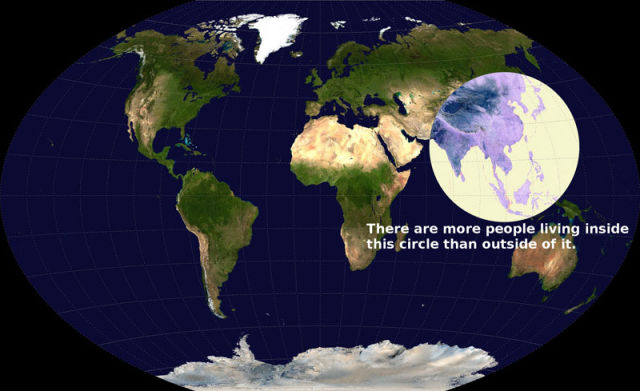 There are more people living inside
this circle than outside of it.